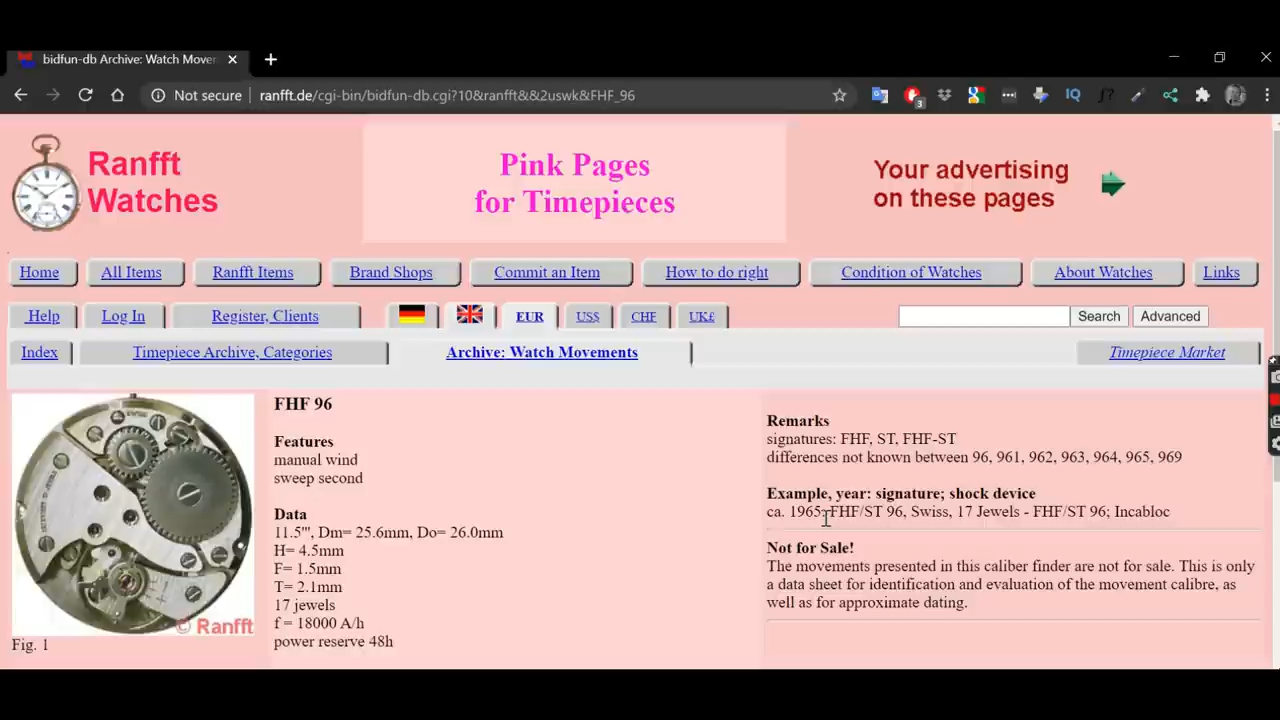 bidfun-db Archive: Watch Mover
Not secure
ranfft.de/cgi-bin/bidfun-db.cgi?10&ranfft&&2uswk&FHF_96
3
IQ
f?
Ranfft
Watches
Pink Pages
for Timepieces
Your advertising
on these pages
Home
All Items
Ranfft Items
Brand Shops
Commit an Item
How to do right
Condition of Watches
About Watches
Links
Help
Log In
Register, Clients
EUR
US$
CHF
UK£
Search
Advanced
Index
Timepiece Archive, Categories
Archive: Watch Movements
Timepiece Market
© Ranfft
Fig. 1
FHF 96
Features
manual wind
sweep second
Data
11.5''', Dm= 25.6mm, Do= 26.0mm
H= 4.5mm
F= 1.5mm
T= 2.1mm
17 jewels
f = 18000 A/h
power reserve 48h
Remarks
signatures: FHF, ST, FHF-ST
differences not known between 96, 961, 962, 963, 964, 965, 969
Example, year: signature; shock device
ca. 1965: FHF/ST 96, Swiss, 17 Jewels - FHF/ST 96; Incabloc
Not for Sale!
The movements presented in this caliber finder are not for sale. This is only
a data sheet for identification and evaluation of the movement calibre, as
well as for approximate dating.